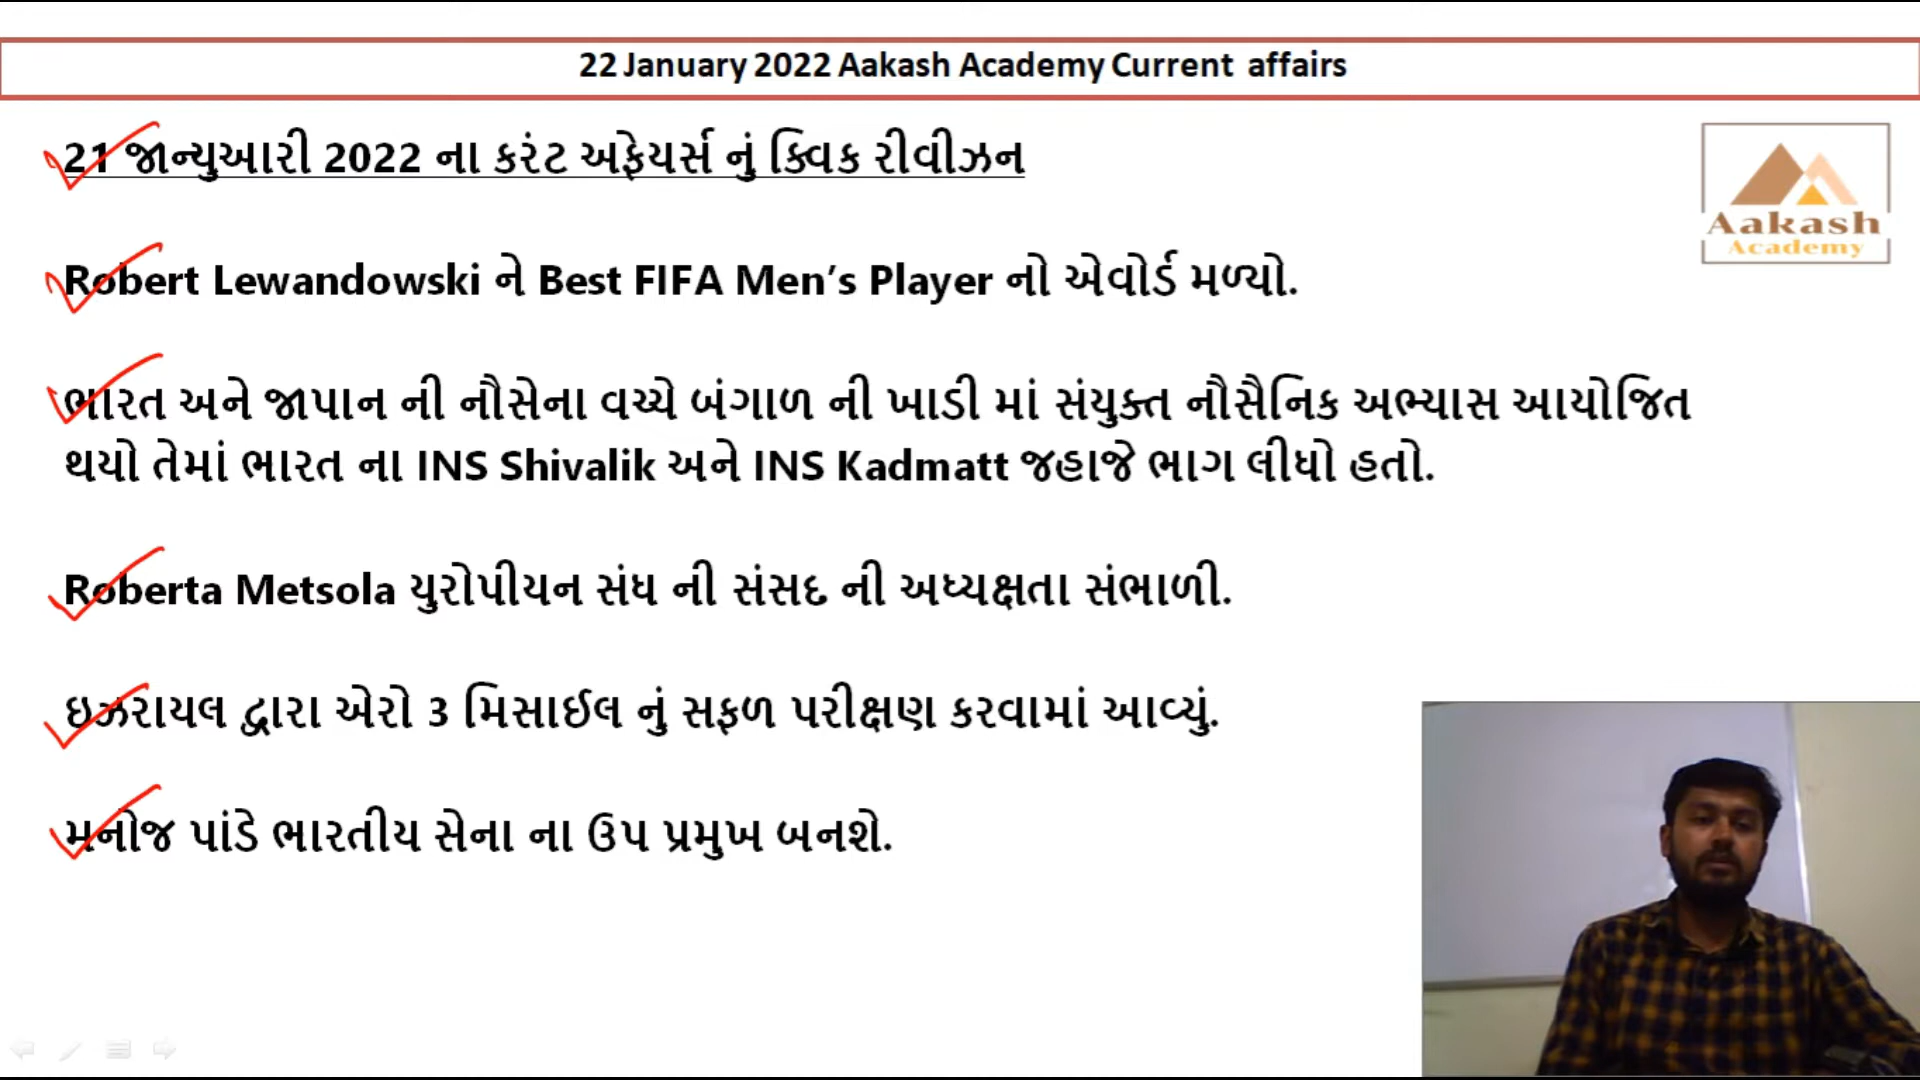 22 January 2022 Aakash Academy Current affairs
21 જાન્યુઆરી 2022 ના કરંટ અફેયર્સ નું ક્વિક રીવીઝન
Aakash
Academy
Robert Lewandowski ને Best FIFA Men’s Player નો એવોર્ડ મળ્યો.
ભારત અને જાપાન ની નૌસેના વચ્ચે બંગાળ ની ખાડી માં સંયુક્ત નૌસૈનિક અભ્યાસ આયોજિત
થયો તેમાં ભારત ના INS Shivalik અને INS Kadmatt જહાજે ભાગ લીધો હતો.
Roberta Metsola યુરોપીયન સંઘ ની સંસદ ની અધ્યક્ષતા સંભાળી.
ઇઝરાયલ દ્વારા એરો 3 મિસાઈલ નું સફળ પરીક્ષણ કરવામાં આવ્યું.
મનોજ પાંડે ભારતીય સેના ના ઉપ પ્રમુખ બનશે.